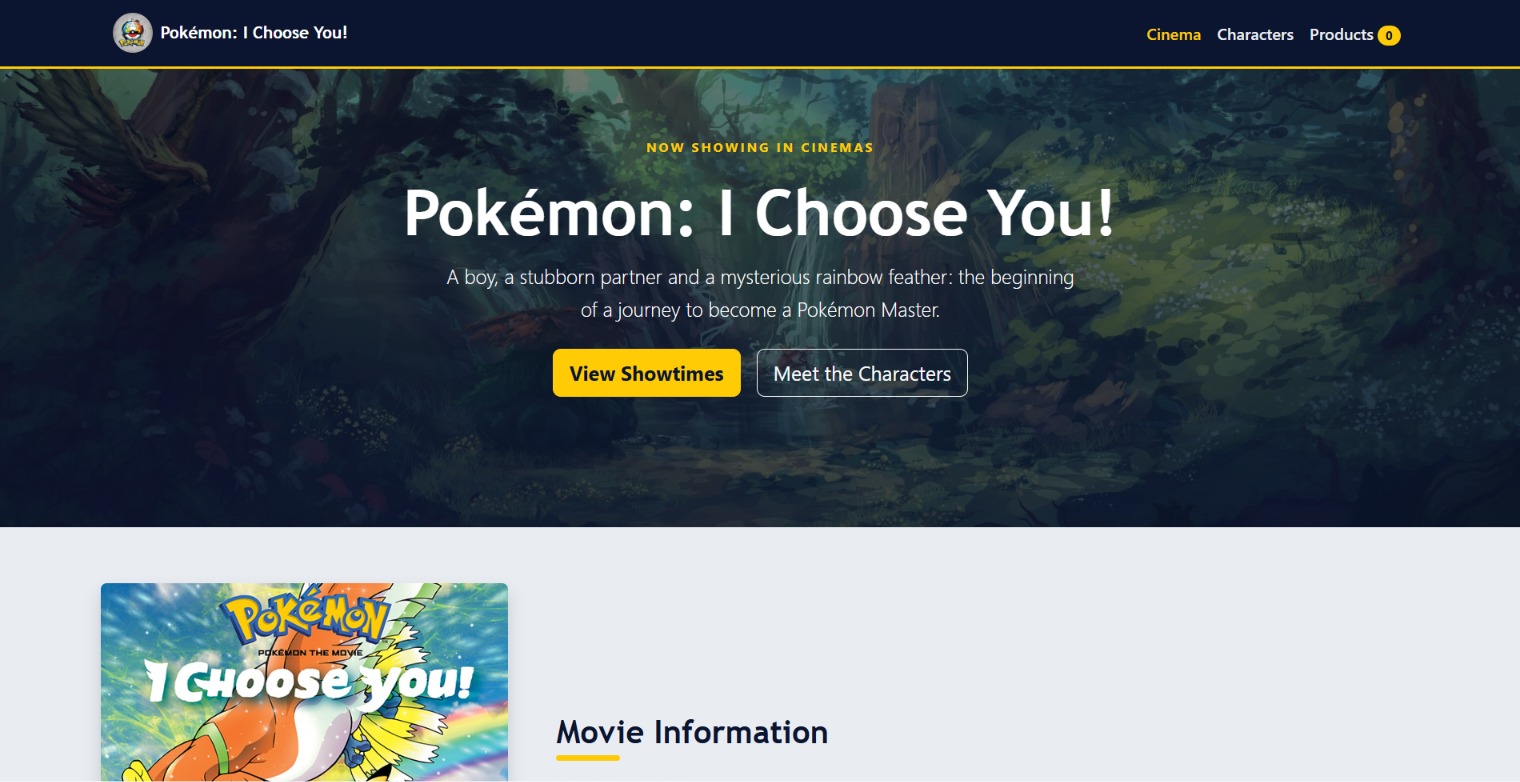 Pokémon: I Choose You!
Cinema Characters Products 0
NOW SHOWING IN CINEMAS
Pokémon: I Choose You!
A boy, a stubborn partner and a mysterious rainbow feather: the beginning
of a journey to become a Pokémon Master.
View Showtimes Meet the Characters
POKéMON
POKÉMON THE MOVIE
I Choose you!
Movie Information